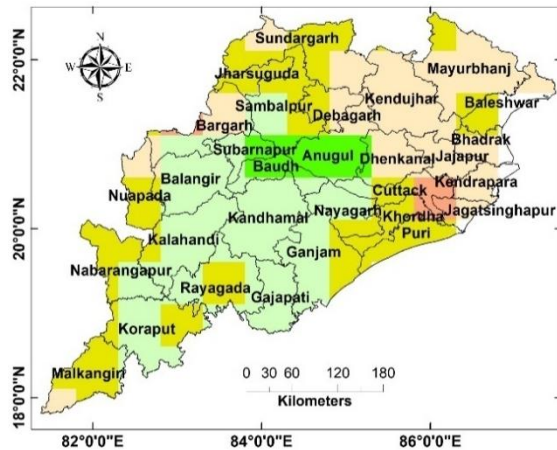 N
W E
S
Sundargarh
Jharsuguda
Mayurbhanj
Sambalpur
Kendujhar
Baleshwar
Debagarh
Bargarh
Bhadrak
Subarnapur
Anugul
Dhenkanal
Jajapur
Baudh
Balangir
Kendrapara
Nuapada
Cuttack
Nayagarh
Jagatsinghapur
Kandhamal
Khordha
Puri
Kalahandi
Ganjam
Nabarangapur
Rayagada
Gajapati
Koraput
Malkangiri
0 30 60 120 180
Kilometers
22°0'0"N
20°0'0"N
18°0'0"N
82°0'0"E 84°0'0"E 86°0'0"E